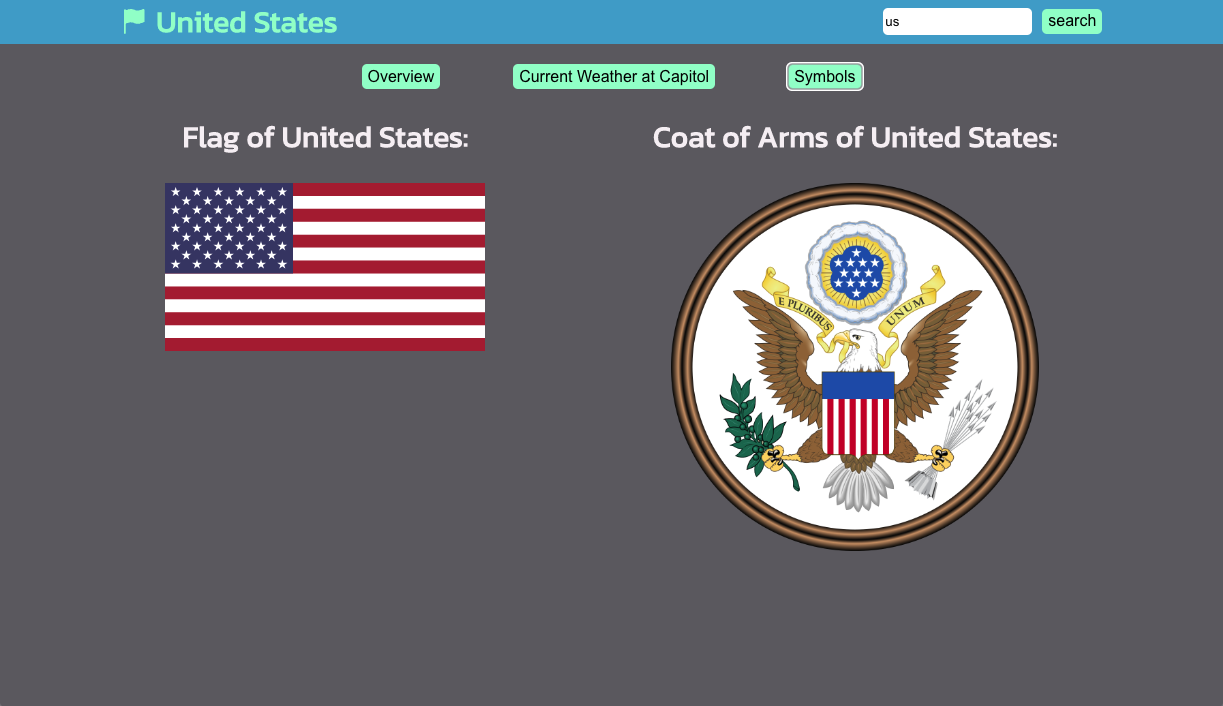 United States
us
search
Overview
Current Weather at Capitol
Symbols
Flag of United States:
Coat of Arms of United States:
E PLURIBUS
UNUM